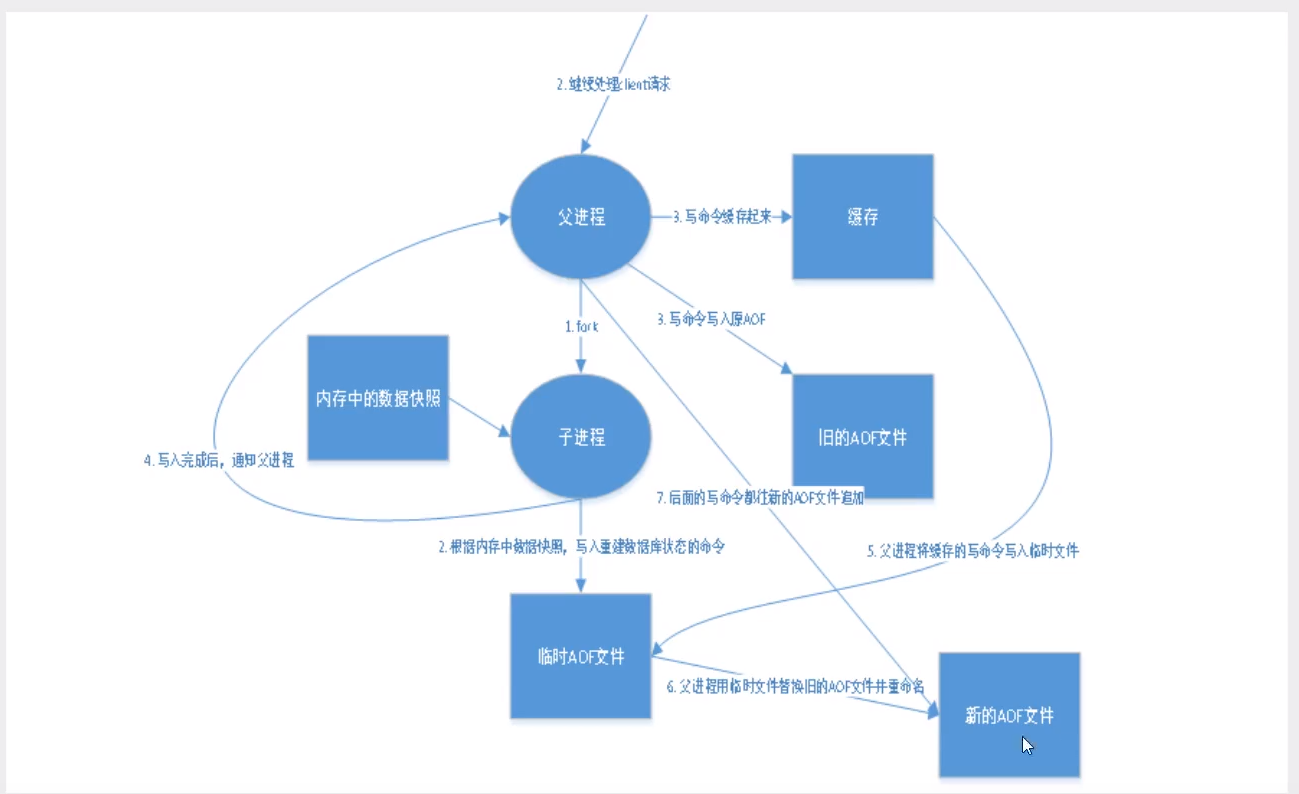 2.继续处理client请求
父进程
3.写命令缓存起来
缓存
3.写命令写入原AOF
1.fork
内存中的数据快照
子进程
旧的AOF文件
4.写入完成后，通知父进程
7.后面的写命令都往新的AOF文件追加
2.根据内存中数据快照，写入重建数据库状态的命令
5.父进程将缓存的写命令写入临时文件
临时AOF文件
6.父进程用临时文件替换旧的AOF文件并重命名
新的AOF文件